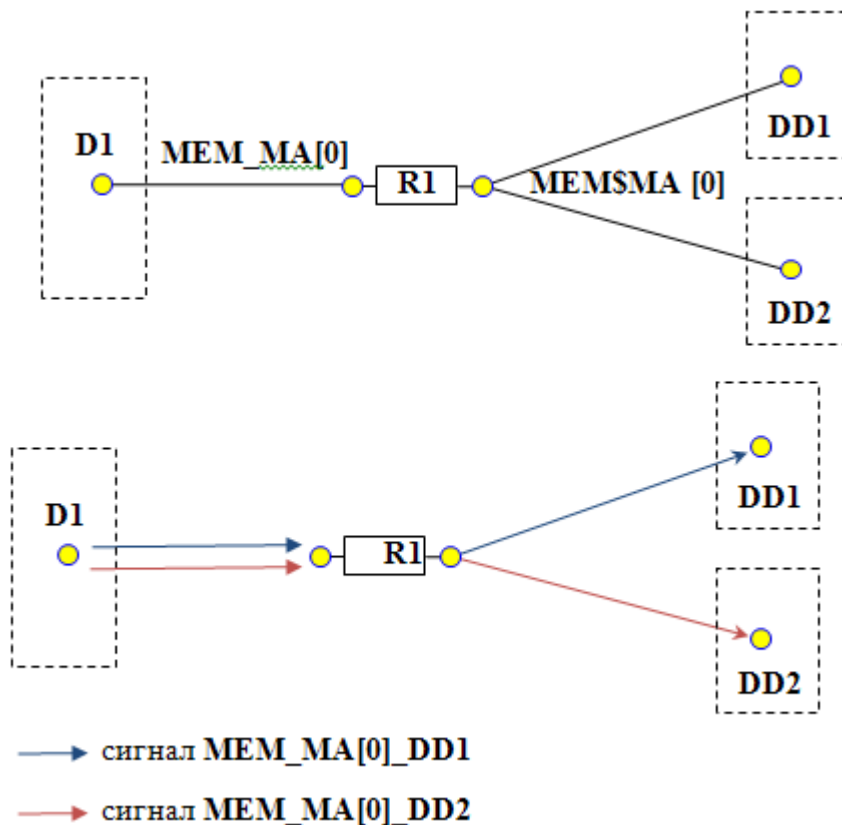 DD1
D1
MEM_MA[0]
R1
MEM$MA [0]
DD2
D1
DD1
R1
DD2
сигнал MEM_MA[0]_DD1
сигнал MEM_MA[0]_DD2